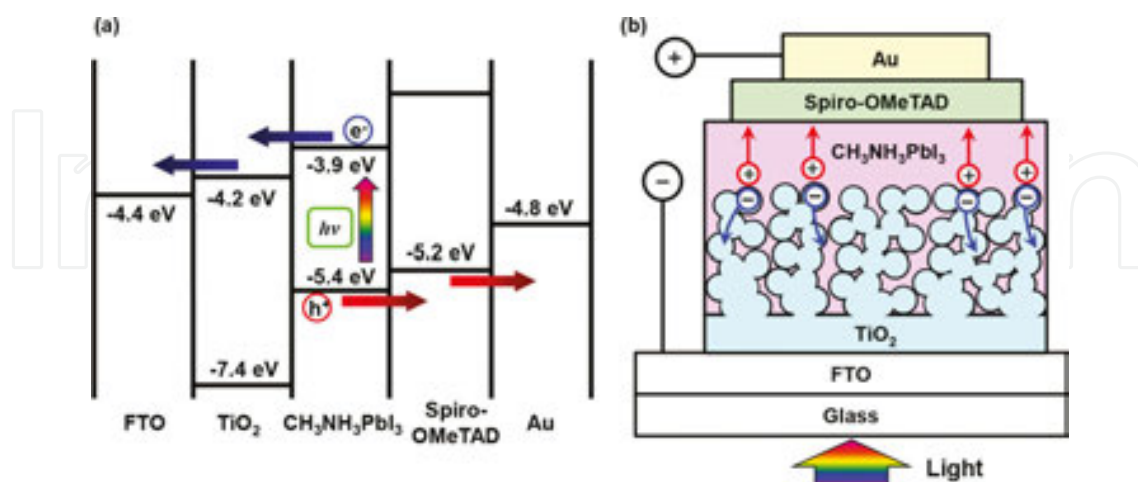 (a)
e-
-3.9 eV
-4.2 eV
-4.4 eV
-4.8 eV
hν
-5.2 eV
-5.4 eV
h+
-7.4 eV
FTO
TiO₂
CH₃NH₃PbI₃
Spiro-
OMeTAD
Au
(b)
+
Au
Spiro-OMeTAD
CH₃NH₃PbI₃
+ + + +
−
− − − −
TiO₂
FTO
Glass
Light